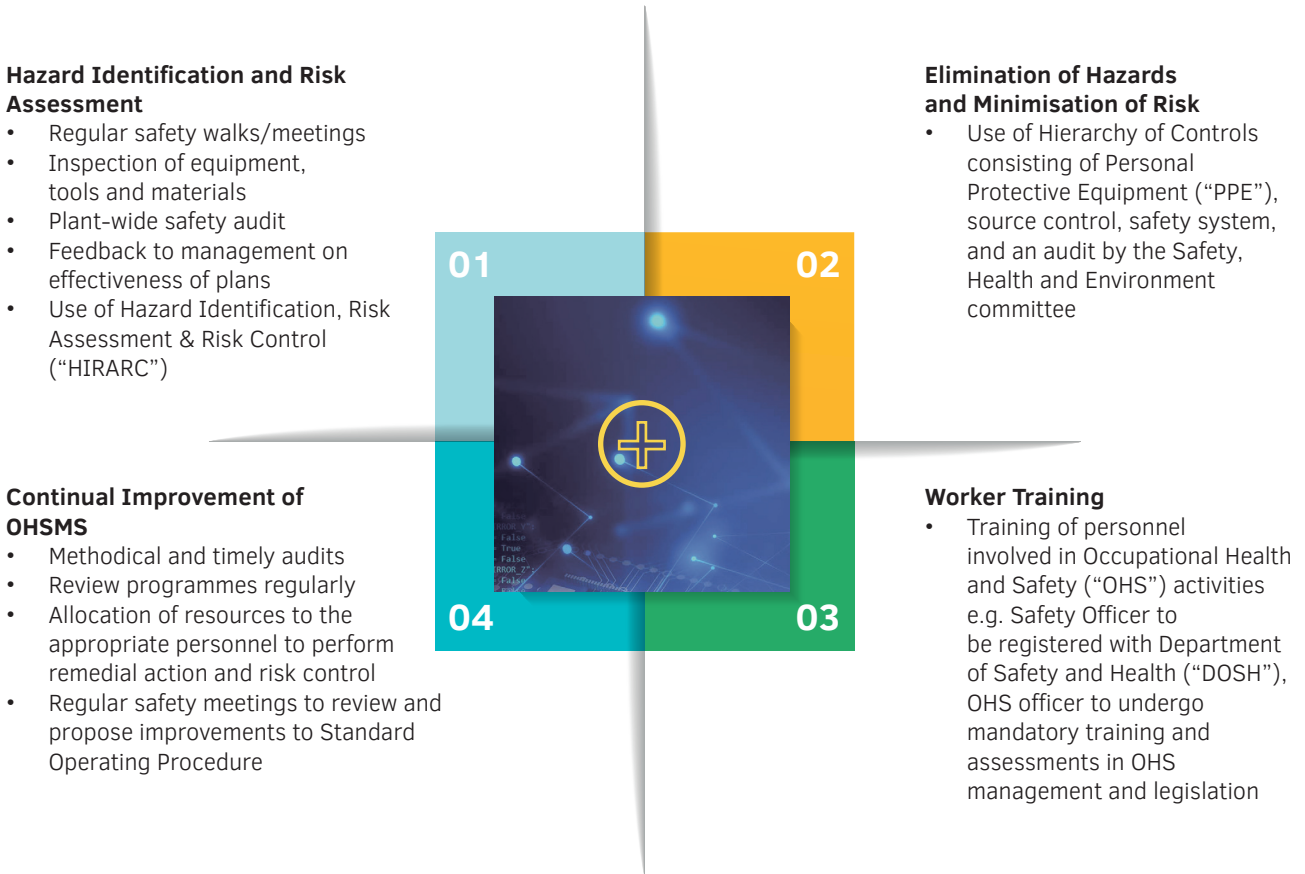 Hazard Identification and Risk
Assessment
• Regular safety walks/meetings
• Inspection of equipment,
tools and materials
• Plant-wide safety audit
• Feedback to management on
effectiveness of plans
• Use of Hazard Identification, Risk
Assessment & Risk Control
(“HIRARC”)
01
02
Elimination of Hazards
and Minimisation of Risk
• Use of Hierarchy of Controls
consisting of Personal
Protective Equipment (“PPE”),
source control, safety system,
and an audit by the Safety,
Health and Environment
committee
Continual Improvement of
OHSMS
• Methodical and timely audits
• Review programmes regularly
• Allocation of resources to the
appropriate personnel to perform
remedial action and risk control
• Regular safety meetings to review and
propose improvements to Standard
Operating Procedure
False
False
True
False
False
04
03
Worker Training
• Training of personnel
involved in Occupational Health
and Safety (“OHS”) activities
e.g. Safety Officer to
be registered with Department
of Safety and Health (“DOSH”),
OHS officer to undergo
mandatory training and
assessments in OHS
management and legislation